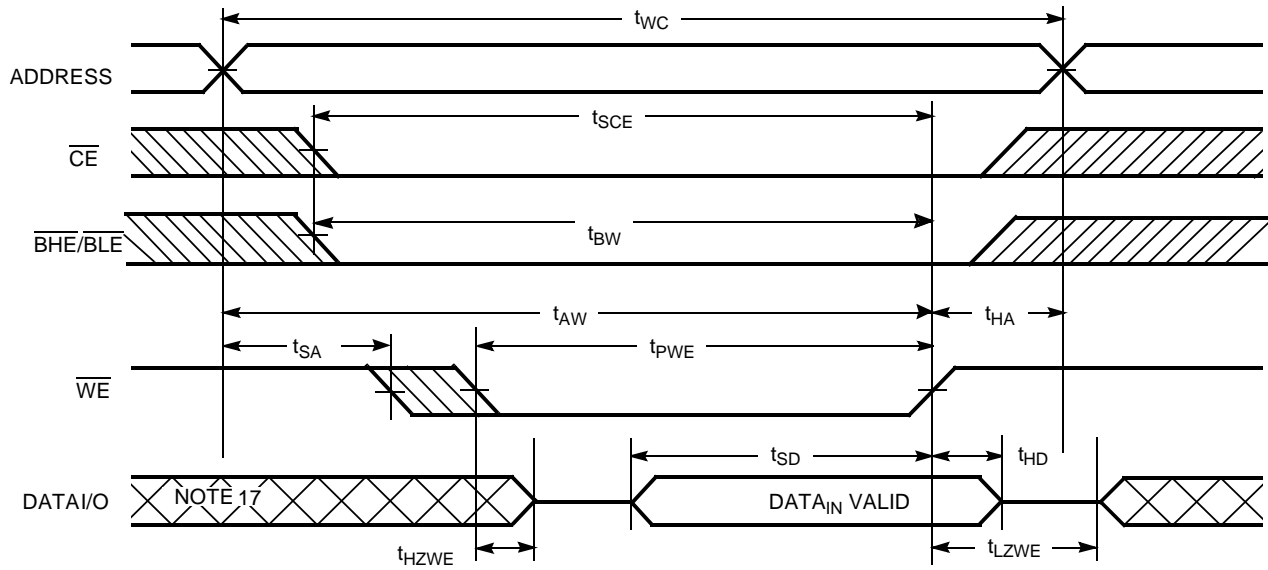 tWC
ADDRESS
tSCE
CE
BHE/BLE
tBW
tAW
tHA
tSA
tPWE
WE
tSD
tHD
DATAI/O
NOTE 17
DATAIN VALID
tHZWE
tLZWE